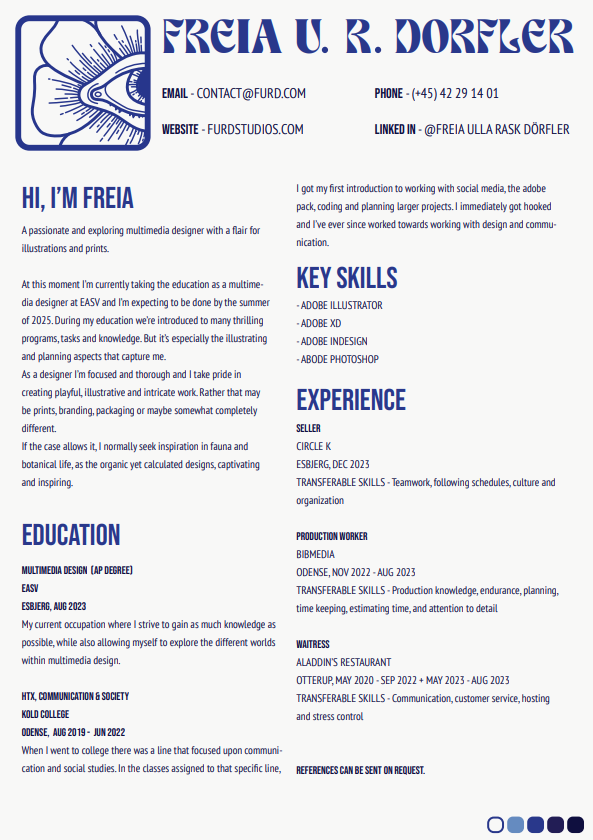 FREIA U. R. DORFLER
EMAIL - CONTACT@FURD.COM
PHONE - (+45) 42 29 14 01
WEBSITE - FURDSTUDIOS.COM
LINKED IN - @FREIA ULLA RASK DÖRFLER
HI, I'M FREIA
A passionate and exploring multimedia designer with a flair for
illustrations and prints.
At this moment I'm currently taking the education as a multime-
dia designer at EASV and I'm expecting to be done by the summer
of 2025. During my education we're introduced to many thrilling
programs, tasks and knowledge. But it's especially the illustrating
and planning aspects that capture me.
As a designer I'm focused and thorough and I take pride in
creating playful, illustrative and intricate work. Rather that may
be prints, branding, packaging or maybe somewhat completely
different.
If the case allows it, I normally seek inspiration in fauna and
botanical life, as the organic yet calculated designs, captivating
and inspiring.
EDUCATION
MULTIMEDIA DESIGN (AP DEGREE)
EASV
ESBJERG, AUG 2023
My current occupation where I strive to gain as much knowledge as
possible, while also allowing myself to explore the different worlds
within multimedia design.
HTX, COMMUNICATION & SOCIETY
KOLD COLLEGE
ODENSE, AUG 2019 - JUN 2022
When I went to college there was a line that focused upon communi-
cation and social studies. In the classes assigned to that specific line,
I got my first introduction to working with social media, the adobe
pack, coding and planning larger projects. I immediately got hooked
and I've ever since worked towards working with design and commu-
nication.
KEY SKILLS
- ADOBE ILLUSTRATOR
- ADOBE XD
- ADOBE INDESIGN
- ABODE PHOTOSHOP
EXPERIENCE
SELLER
CIRCLE K
ESBJERG, DEC 2023
TRANSFERABLE SKILLS - Teamwork, following schedules, culture and
organization
PRODUCTION WORKER
BIBMEDIA
ODENSE, NOV 2022 - AUG 2023
TRANSFERABLE SKILLS - Production knowledge, endurance, planning,
time keeping, estimating time, and attention to detail
WAITRESS
ALADDIN'S RESTAURANT
OTTERUP, MAY 2020 - SEP 2022 + MAY 2023 - AUG 2023
TRANSFERABLE SKILLS - Communication, customer service, hosting
and stress control
REFERENCES CAN BE SENT ON REQUEST.